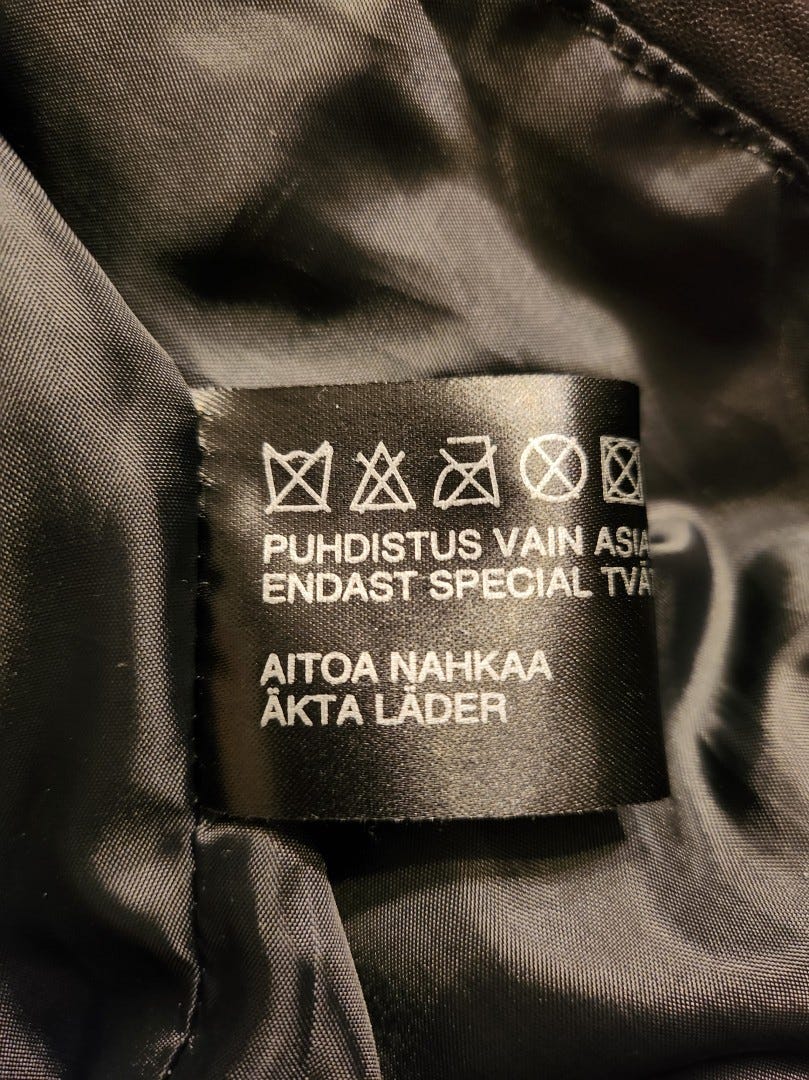 PUHDISTUS VAIN
ENDAST SPECIAL
AITOA NAHKAA
ÄKTA LÄDER